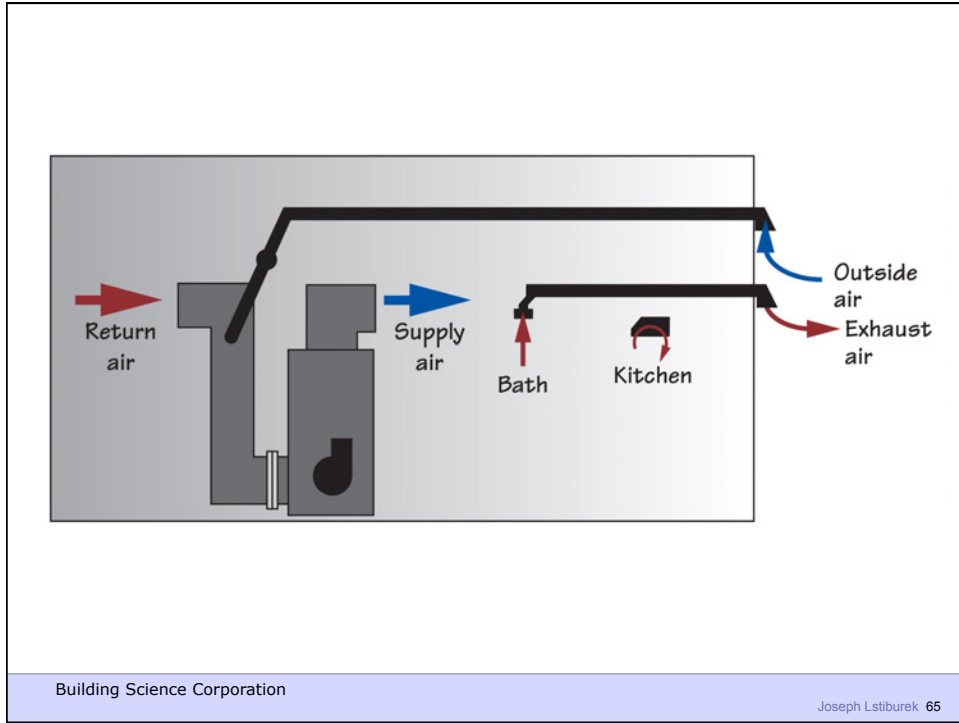 Outside
air
Exhaust
air
Return
air
Supply
air
Bath
Kitchen
Building Science Corporation
Joseph Lstiburek 65